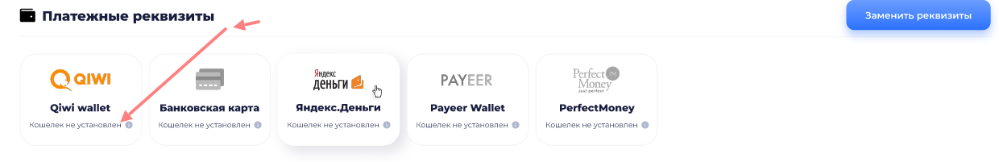 Платежные реквизиты
Заменить реквизиты
QIWI
Яндекс
деньги
PAYEER
Perfect
Money
PM
Just perfect
Qiwi wallet
Банковская карта
Яндекс.Деньги
Payeer Wallet
PerfectMoney
Кошелек не установлен
Кошелек не установлен
Кошелек не установлен
Кошелек не установлен
Кошелек не установлен